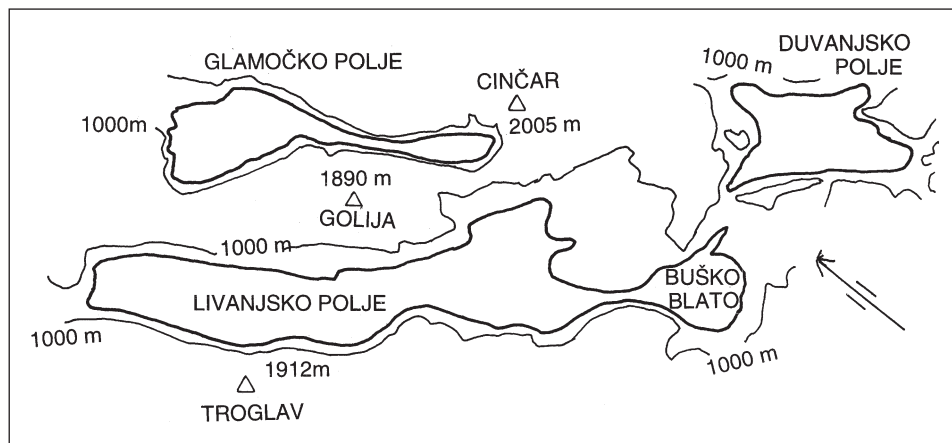 GLAMOČKO POLJE
CINČAR
2005 m
1000 m
DUVANJSKO
POLJE
1000m
1890 m
GOLIJA
1000 m
LIVANJSKO POLJE
BUŠKO
BLATO
1000 m
1000 m
1912m
TROGLAV